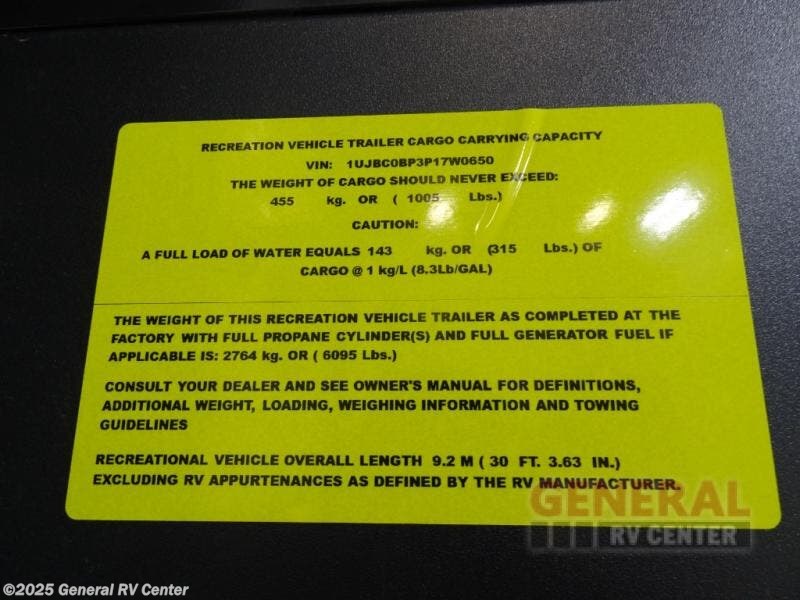 RECREATION VEHICLE TRAILER CARGO CARRYING CAPACITY
VIN: 1UJBC0BP3P17W0650
THE WEIGHT OF CARGO SHOULD NEVER EXCEED:
455 kg. OR ( 1005 Lbs.)
CAUTION:
A FULL LOAD OF WATER EQUALS 143 kg. OR (315 Lbs.) OF
CARGO @ 1 kg/L (8.3Lb/GAL)
THE WEIGHT OF THIS RECREATION VEHICLE TRAILER AS COMPLETED AT THE
FACTORY WITH FULL PROPANE CYLINDER(S) AND FULL GENERATOR FUEL IF
APPLICABLE IS: 2764 kg. OR ( 6095 Lbs.)
CONSULT YOUR DEALER AND SEE OWNER'S MANUAL FOR DEFINITIONS,
ADDITIONAL WEIGHT, LOADING, WEIGHING INFORMATION AND TOWING
GUIDELINES
RECREATIONAL VEHICLE OVERALL LENGTH 9.2 M ( 30 FT. 3.63 IN.)
EXCLUDING RV APPURTENANCES AS DEFINED BY THE RV MANUFACTURER.
GENERAL
RV CENTER
©2025 General RV Center